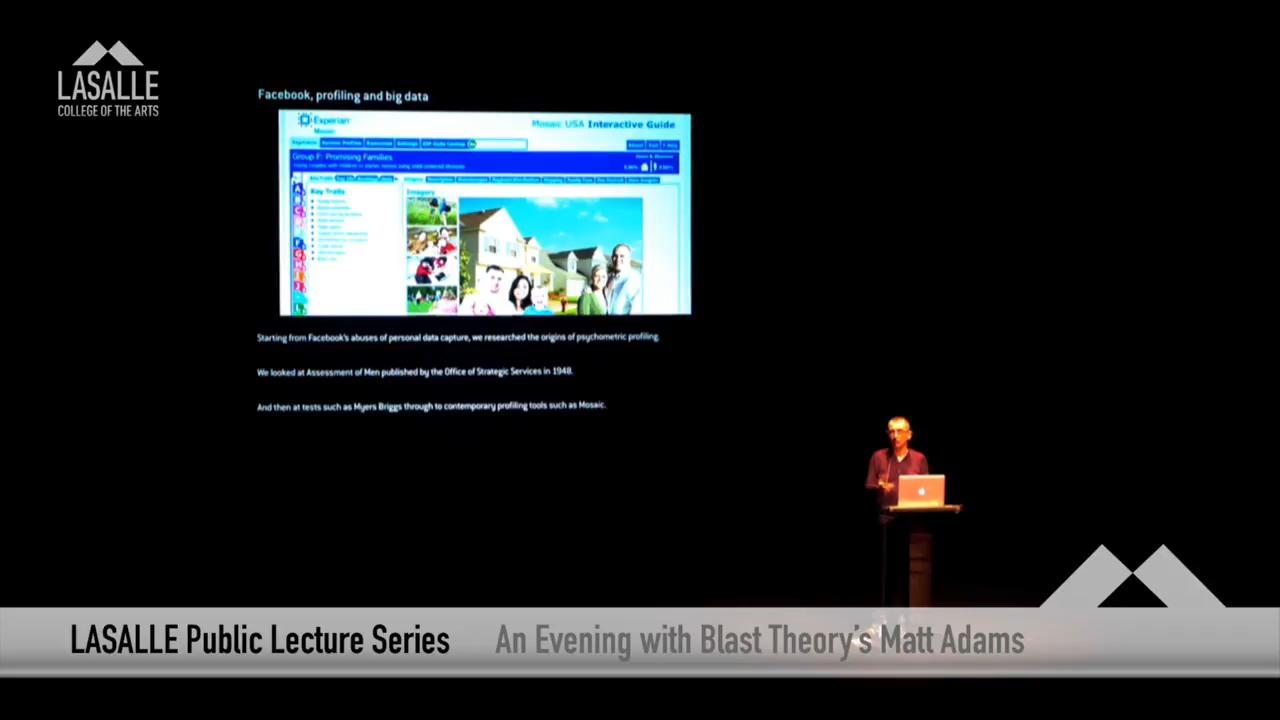 LASALLE
COLLEGE OF THE ARTS
Facebook, profiling and big data
Experian
Mosaic
Mosaic USA Interactive Guide
Group F: Promising Families
Key Traits
Imagery
Starting from Facebook's abuses of personal data capture, we researched the origins of psychometric profiling.
We looked at Assessment of Men published by the Office of Strategic Services in 1948.
And then at tests such as Myers Briggs through to contemporary profiling tools such as Mosaic.
LASALLE Public Lecture Series An Evening with Blast Theory's Matt Adams